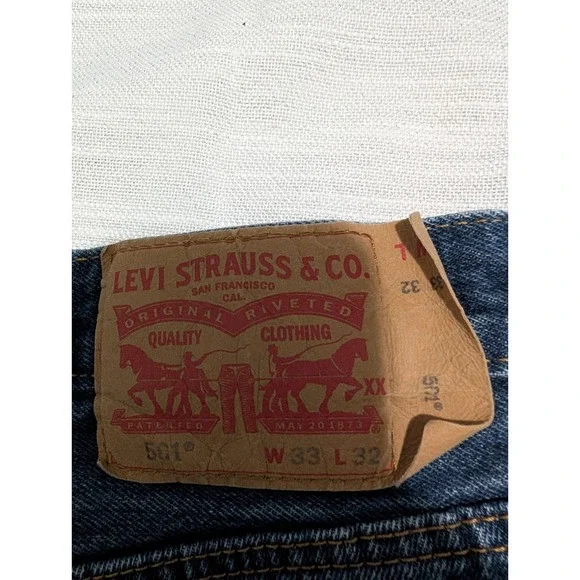 LEVI STRAUSS & CO.
SAN FRANCISCO
CAL.
ORIGINAL RIVETED
QUALITY CLOTHING
XX
PATENTED MAY 20 1873
501®
W 33 L 32
32
501®